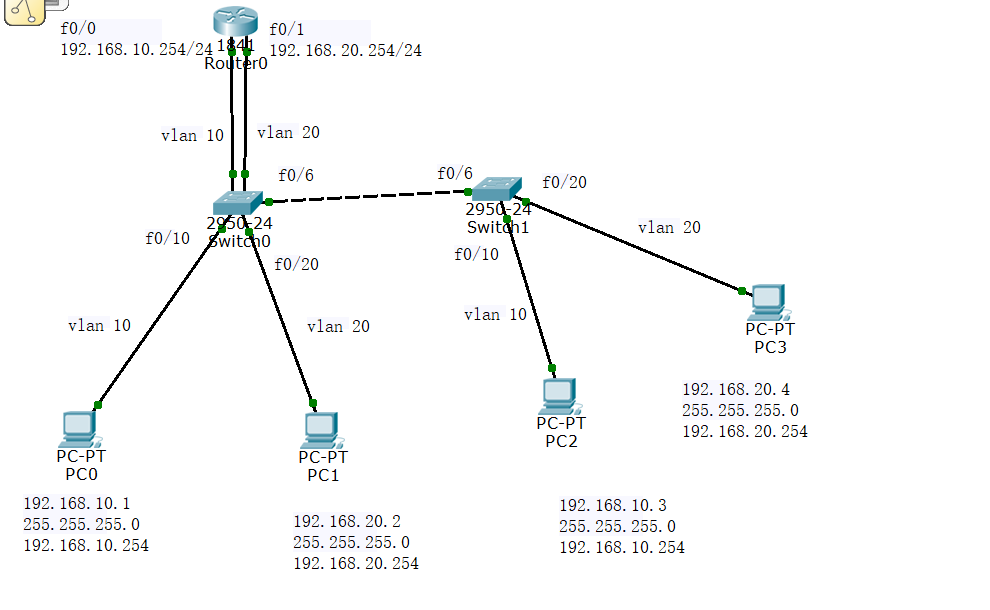 f0/0
192.168.10.254/24
f0/1
192.168.20.254/24
1841
Router0
vlan 10
vlan 20
f0/6
f0/6
f0/20
2950-24
Switch0
2950-24
Switch1
f0/10
f0/20
f0/10
vlan 20
vlan 10
vlan 20
vlan 10
PC-PT
PC3
192.168.20.4
255.255.255.0
192.168.20.254
PC-PT
PC2
PC-PT
PC0
PC-PT
PC1
192.168.10.1
255.255.255.0
192.168.10.254
192.168.20.2
255.255.255.0
192.168.20.254
192.168.10.3
255.255.255.0
192.168.10.254